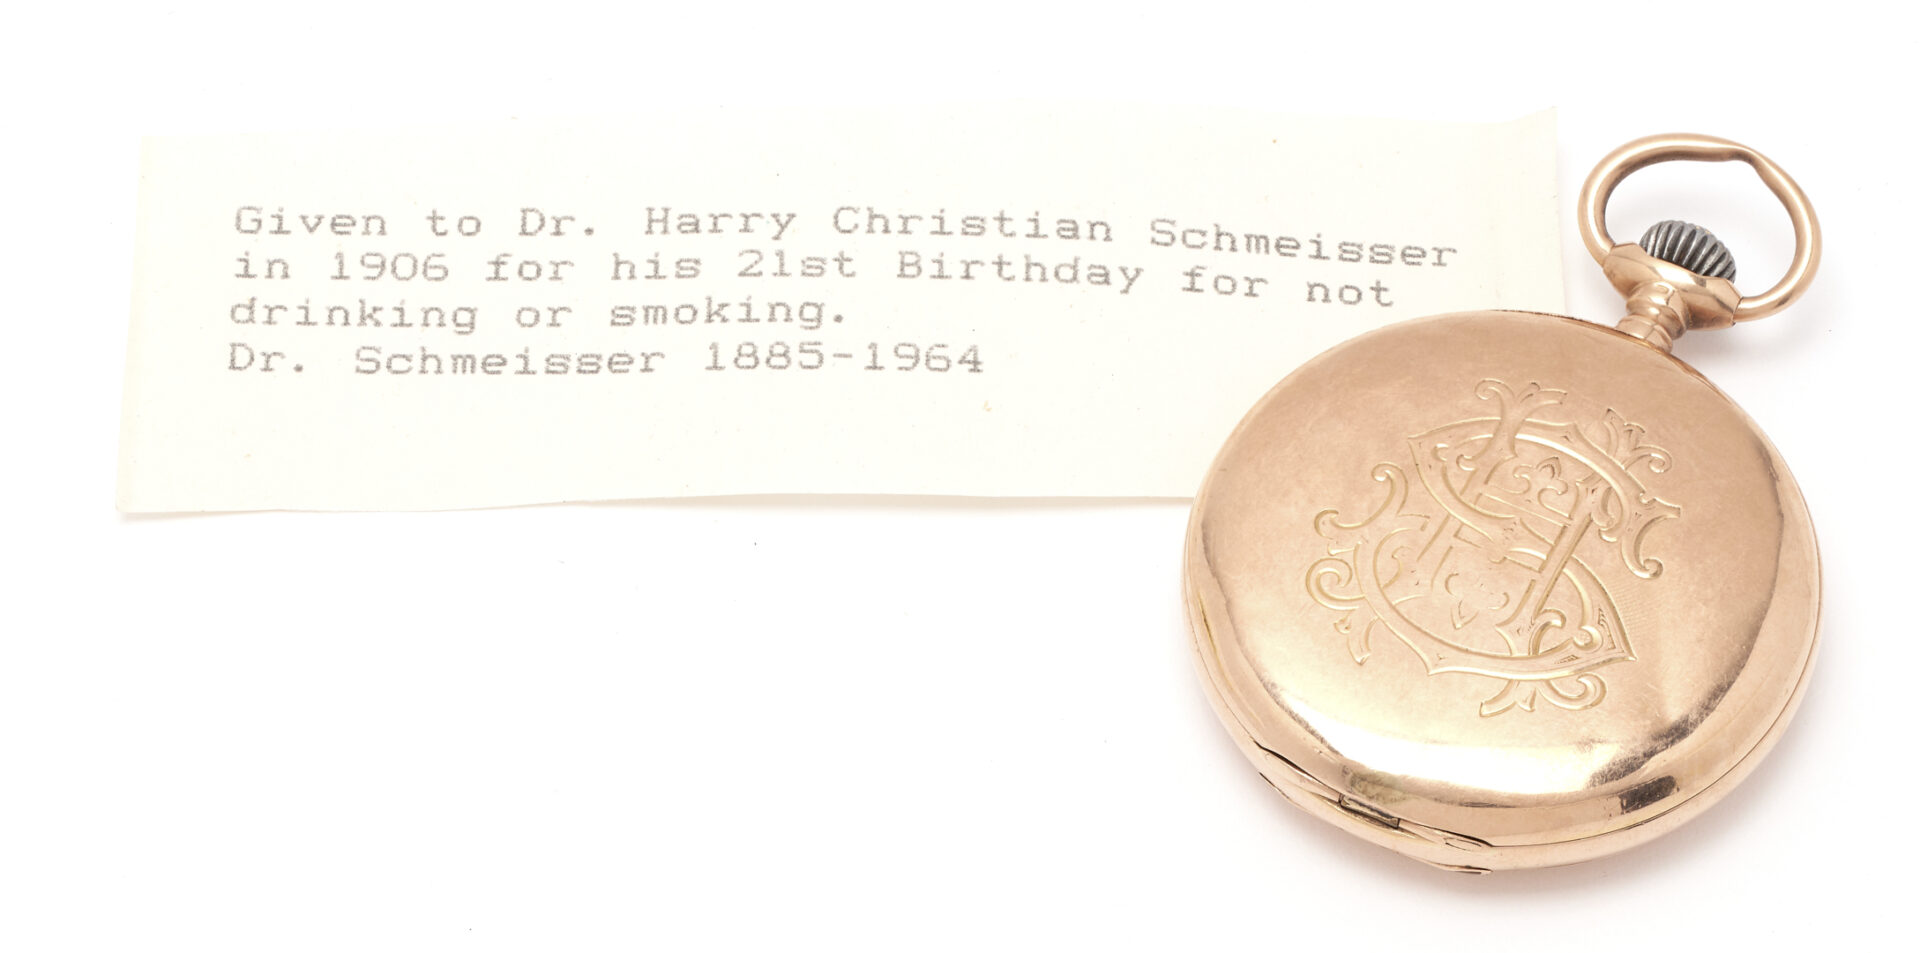 Given to Dr. Harry Christian Schmeisser
in 1906 for his 21st Birthday for not
drinking or smoking.
Dr. Schmeisser 1885-1964